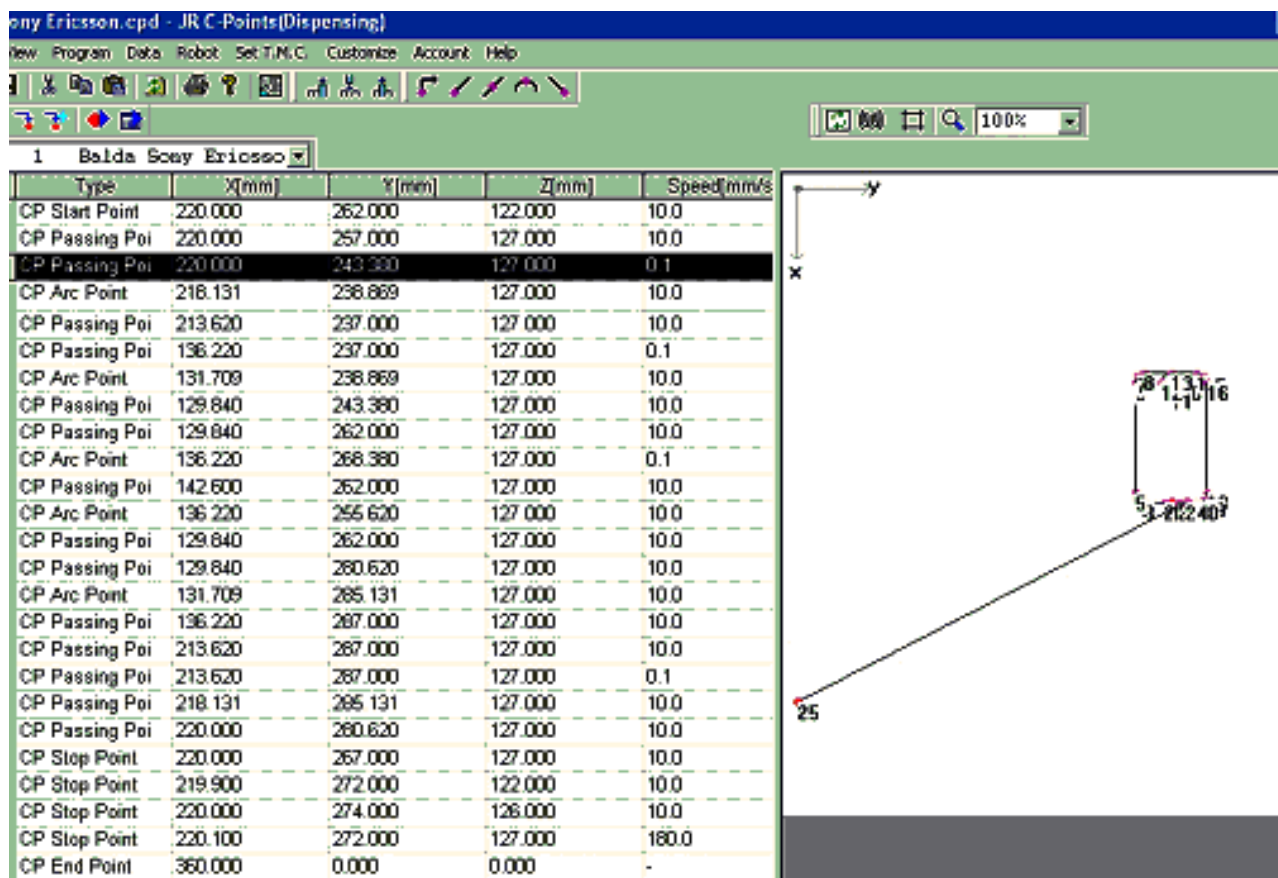 ony Ericsson.cpd - JR C-Points(Dispensing)
iew Program Data Robot Set T.M.C. Customize Account Help
100%
1 Balda Sony Ericsso
Type X[mm] Y[mm] Z[mm] Speed[mm/s
CP Start Point 220.000 262.000 122.000 10.0
CP Passing Poi 220.000 257.000 127.000 10.0
CP Passing Poi 220.000 243.380 127.000 0.1
CP Arc Point 218.131 238.869 127.000 10.0
CP Passing Poi 213.620 237.000 127.000 10.0
CP Passing Poi 136.220 237.000 127.000 0.1
CP Arc Point 131.709 238.869 127.000 10.0
CP Passing Poi 129.840 243.380 127.000 10.0
CP Passing Poi 129.840 262.000 127.000 10.0
CP Arc Point 136.220 268.380 127.000 0.1
CP Passing Poi 142.600 262.000 127.000 10.0
CP Arc Point 136.220 255.620 127.000 10.0
CP Passing Poi 129.840 262.000 127.000 10.0
CP Passing Poi 129.840 280.620 127.000 10.0
CP Arc Point 131.709 285.131 127.000 10.0
CP Passing Poi 136.220 287.000 127.000 10.0
CP Passing Poi 213.620 287.000 127.000 10.0
CP Passing Poi 213.620 287.000 127.000 0.1
CP Passing Poi 218.131 285.131 127.000 10.0
CP Passing Poi 220.000 280.620 127.000 10.0
CP Stop Point 220.000 267.000 127.000 10.0
CP Stop Point 219.900 272.000 122.000 10.0
CP Stop Point 220.000 274.000 126.000 10.0
CP Stop Point 220.100 272.000 127.000 180.0
CP End Point 360.000 0.000 0.000 -
y
x
16
5
25